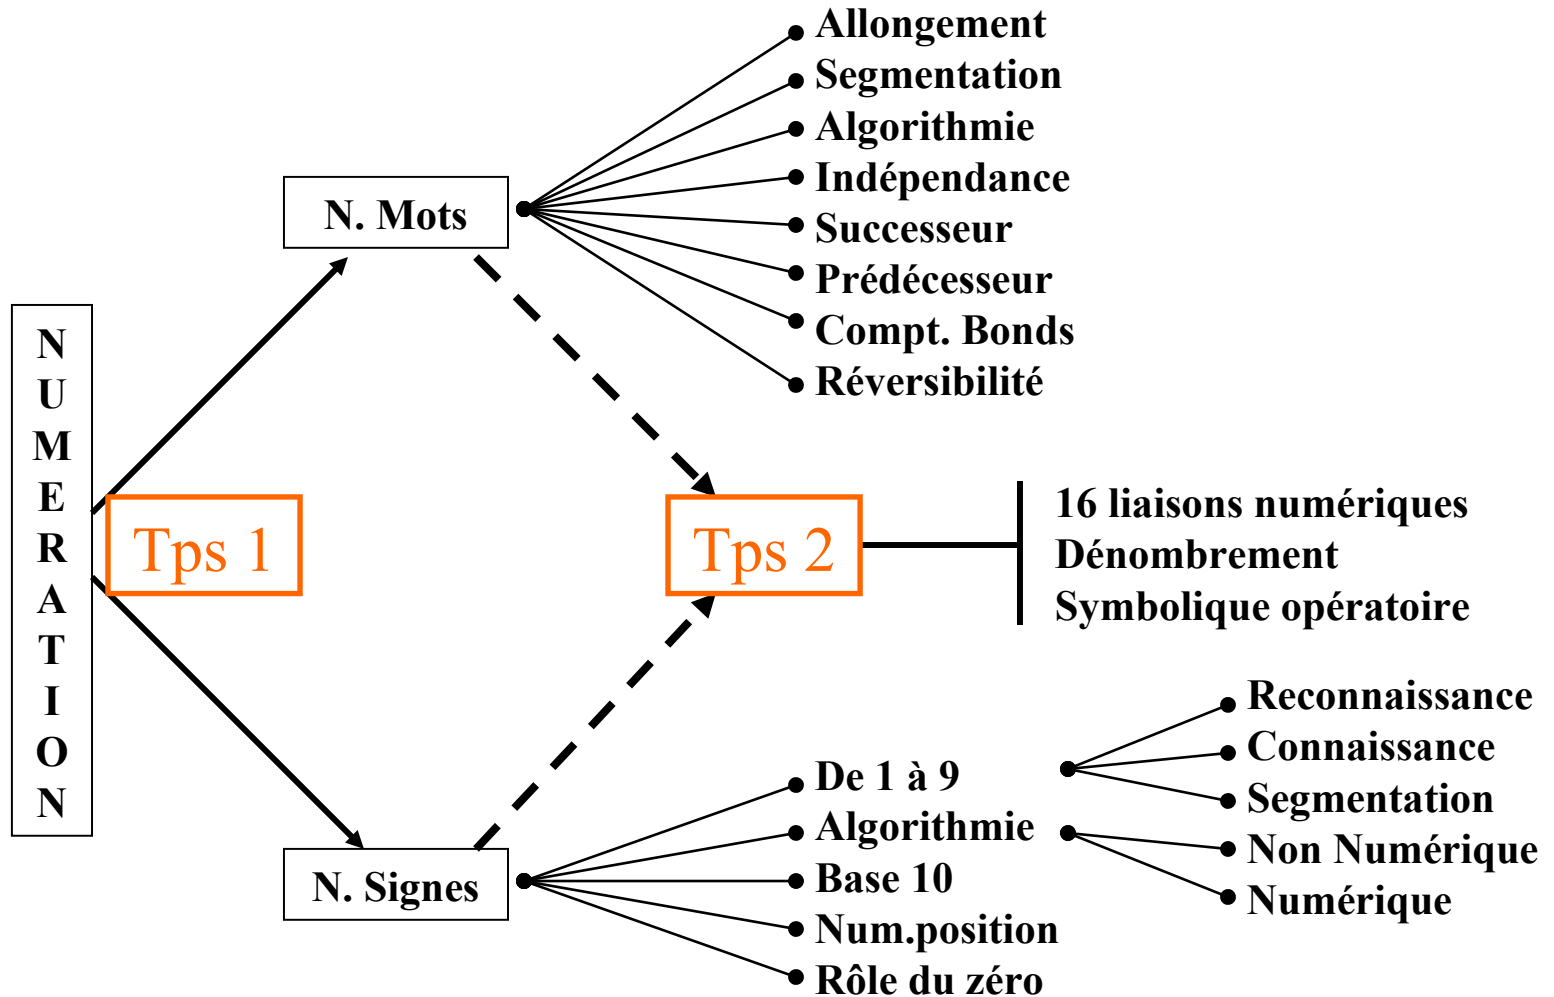 NUMERATION
Tps 1
N. Mots
Allongement
Segmentation
Algorithmie
Indépendance
Successeur
Prédécesseur
Compt. Bonds
Réversibilité
Tps 2
16 liaisons numériques
Dénombrement
Symbolique opératoire
N. Signes
De 1 à 9
Algorithmie
Base 10
Num.position
Rôle du zéro
Reconnaissance
Connaissance
Segmentation
Non Numérique
Numérique